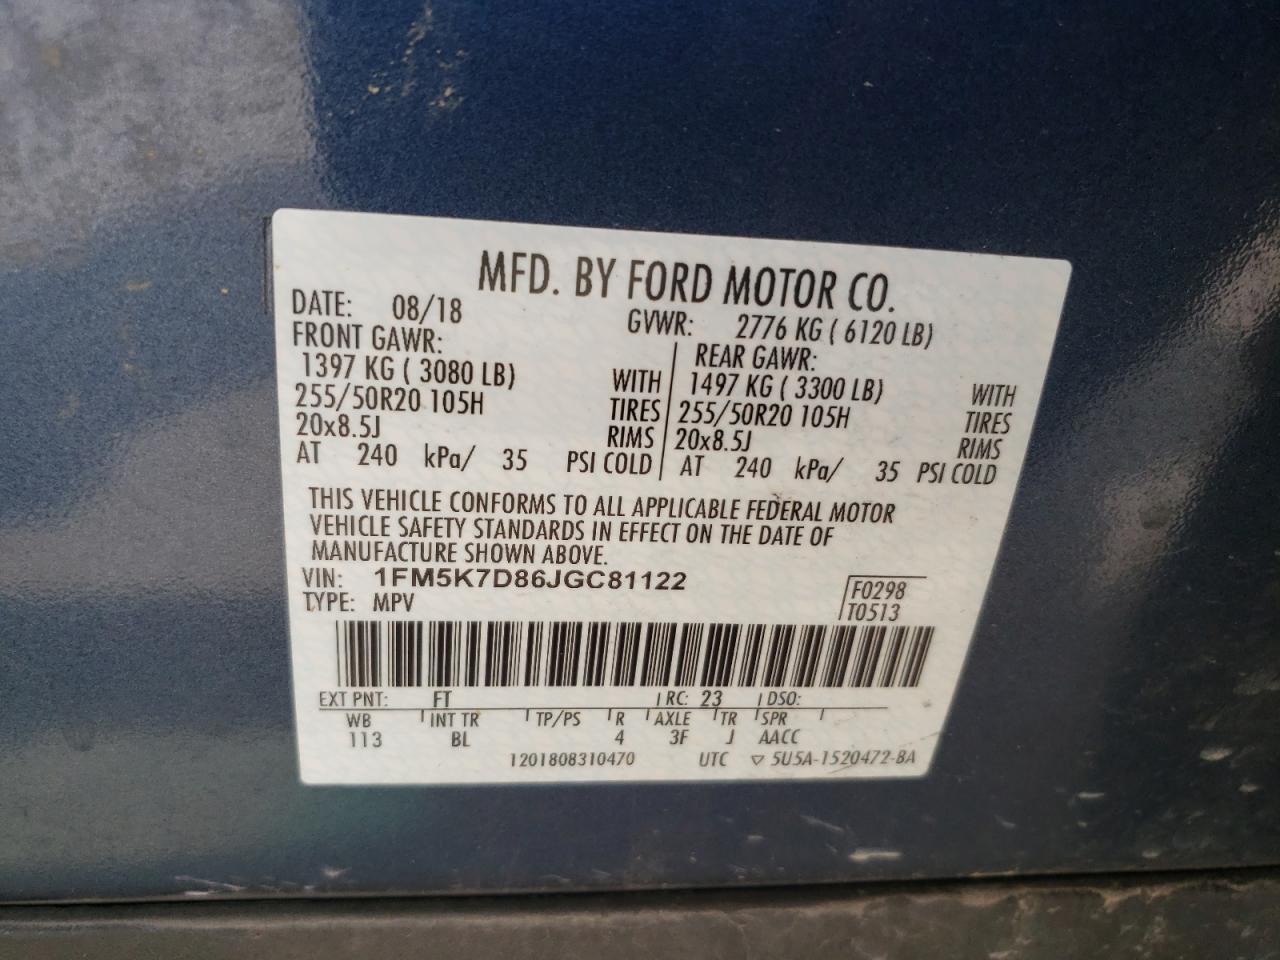 MFD. BY FORD MOTOR CO.
DATE: 08/18 GVWR: 2776 KG ( 6120 LB)
FRONT GAWR: REAR GAWR:
1397 KG ( 3080 LB) WITH 1497 KG ( 3300 LB) WITH
255/50R20 105H TIRES 255/50R20 105H TIRES
20x8.5J RIMS 20x8.5J RIMS
AT 240 kPa/ 35 PSI COLD AT 240 kPa/ 35 PSI COLD
THIS VEHICLE CONFORMS TO ALL APPLICABLE FEDERAL MOTOR
VEHICLE SAFETY STANDARDS IN EFFECT ON THE DATE OF
MANUFACTURE SHOWN ABOVE.
VIN: 1FM5K7D86JGC81122 F0298
TYPE: MPV T0513
EXT PNT: FT RC: 23 DSO:
WB INT TR TP/PS R AXLE TR SPR
113 BL 4 3F J AACC
1201808310470 UTC ▽ 5U5A-1520472-BA